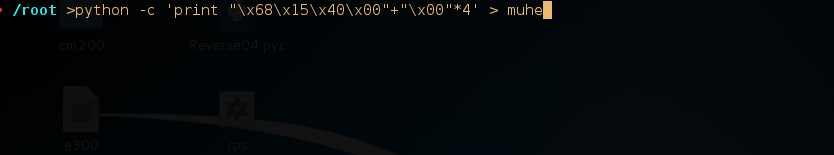 /root >python -c 'print "\x68\x15\x40\x00"+"\x00"*4' > muhe
cm200 Reverse04.pyc
e300 rps